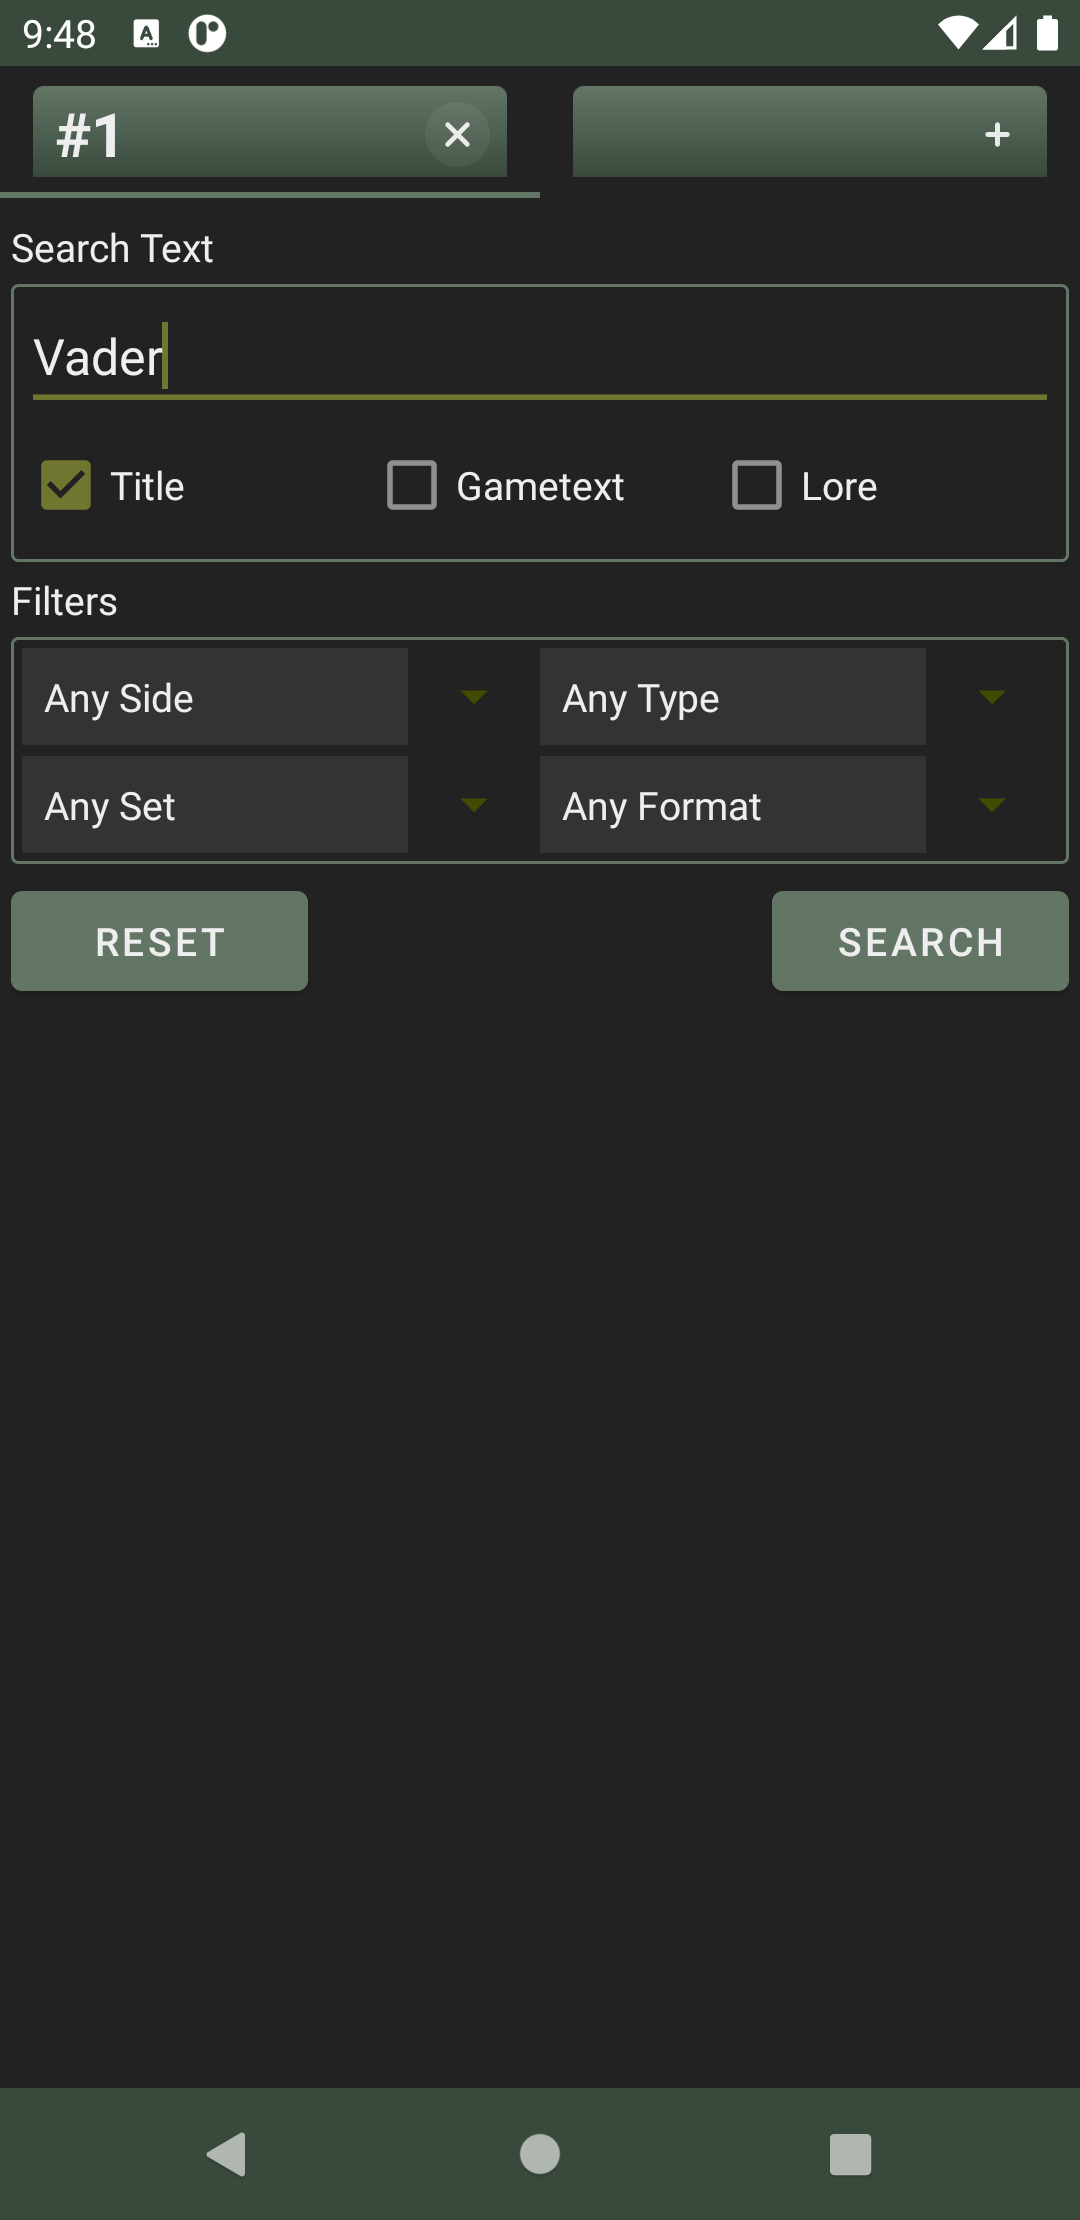 9:48
#1
Search Text
Vader
Title Gametext Lore
Filters
Any Side Any Type
Any Set Any Format
RESET SEARCH